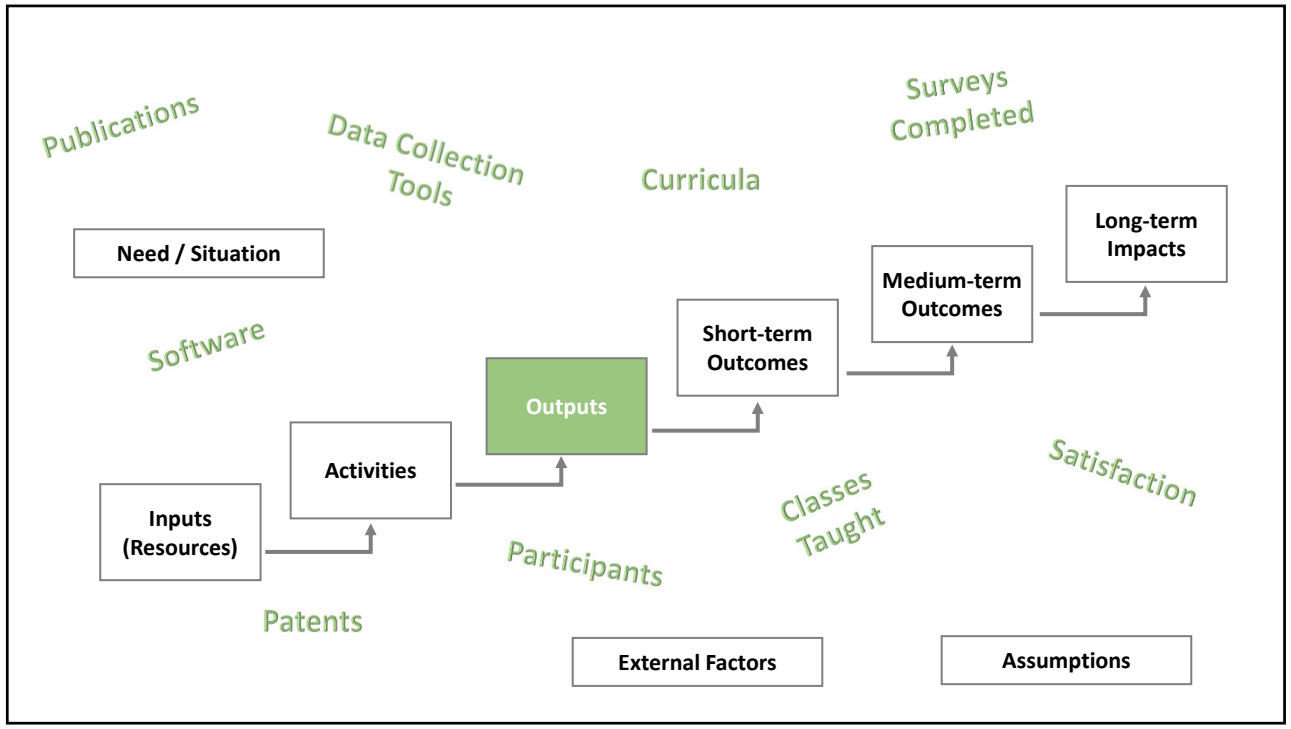 Publications
Data Collection
Tools
Curricula
Surveys
Completed
Need / Situation
Long-term
Impacts
Medium-term
Outcomes
Software
Short-term
Outcomes
Outputs
Activities
Satisfaction
Inputs
(Resources)
Classes
Taught
Participants
Patents
External Factors
Assumptions